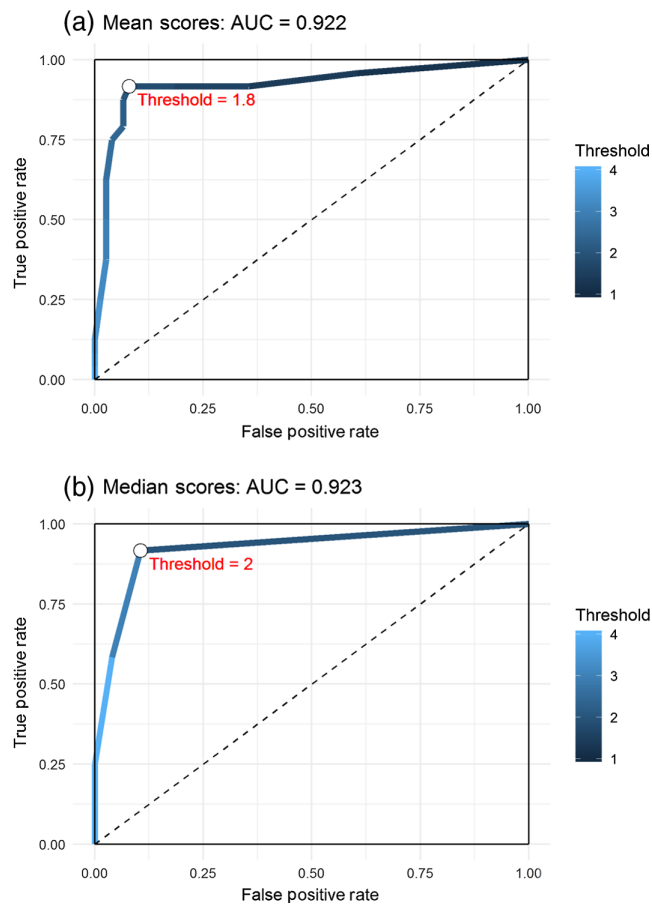 (a) Mean scores: AUC = 0.922
1.00
0.75
0.50
0.25
0.00
True positive rate
Threshold = 1.8
0.00 0.25 0.50 0.75 1.00
False positive rate
Threshold
4
3
2
1
(b) Median scores: AUC = 0.923
1.00
0.75
0.50
0.25
0.00
True positive rate
Threshold = 2
0.00 0.25 0.50 0.75 1.00
False positive rate
Threshold
4
3
2
1